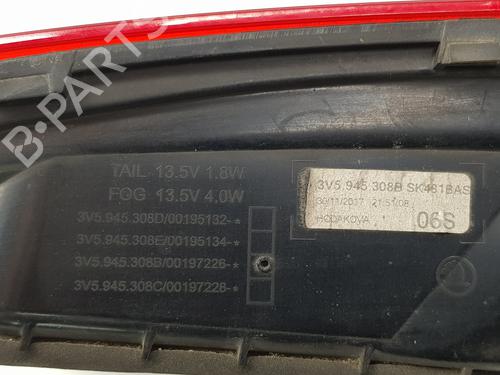 TAIL 13.5V 1.8W
FOG 13.5V 4.0W
3V5.945.308D/00195132-*
3V5.945.308E/00195134-*
3V5.945.308B/00197226-*
3V5.945.308C/00197228-*
3V5.945.308B SK481BAS
30/11/2017 21:51/08
HODAKOVA 1
06S
B-PARTS